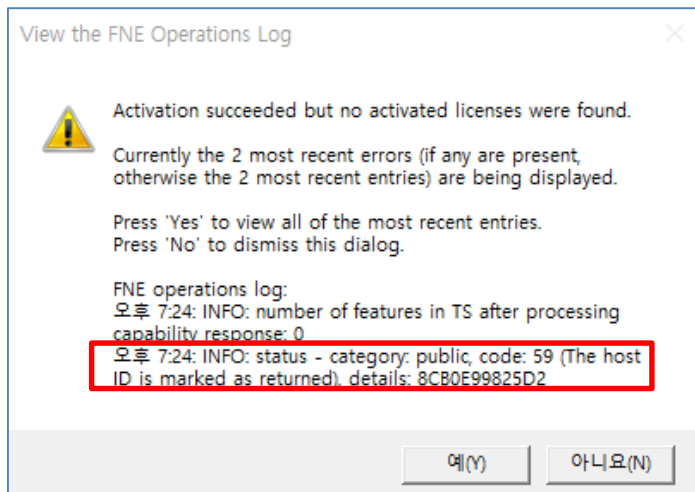 View the FNE Operations Log
Activation succeeded but no activated licenses were found.
Currently the 2 most recent errors (if any are present,
otherwise the 2 most recent entries) are being displayed.
Press 'Yes' to view all of the most recent entries.
Press 'No' to dismiss this dialog.
FNE operations log:
오후 7:24: INFO: number of features in TS after processing
capability response: 0
오후 7:24: INFO: status - category: public, code: 59 (The host
ID is marked as returned), details: 8CB0E99825D2
예(Y)
아니요(N)